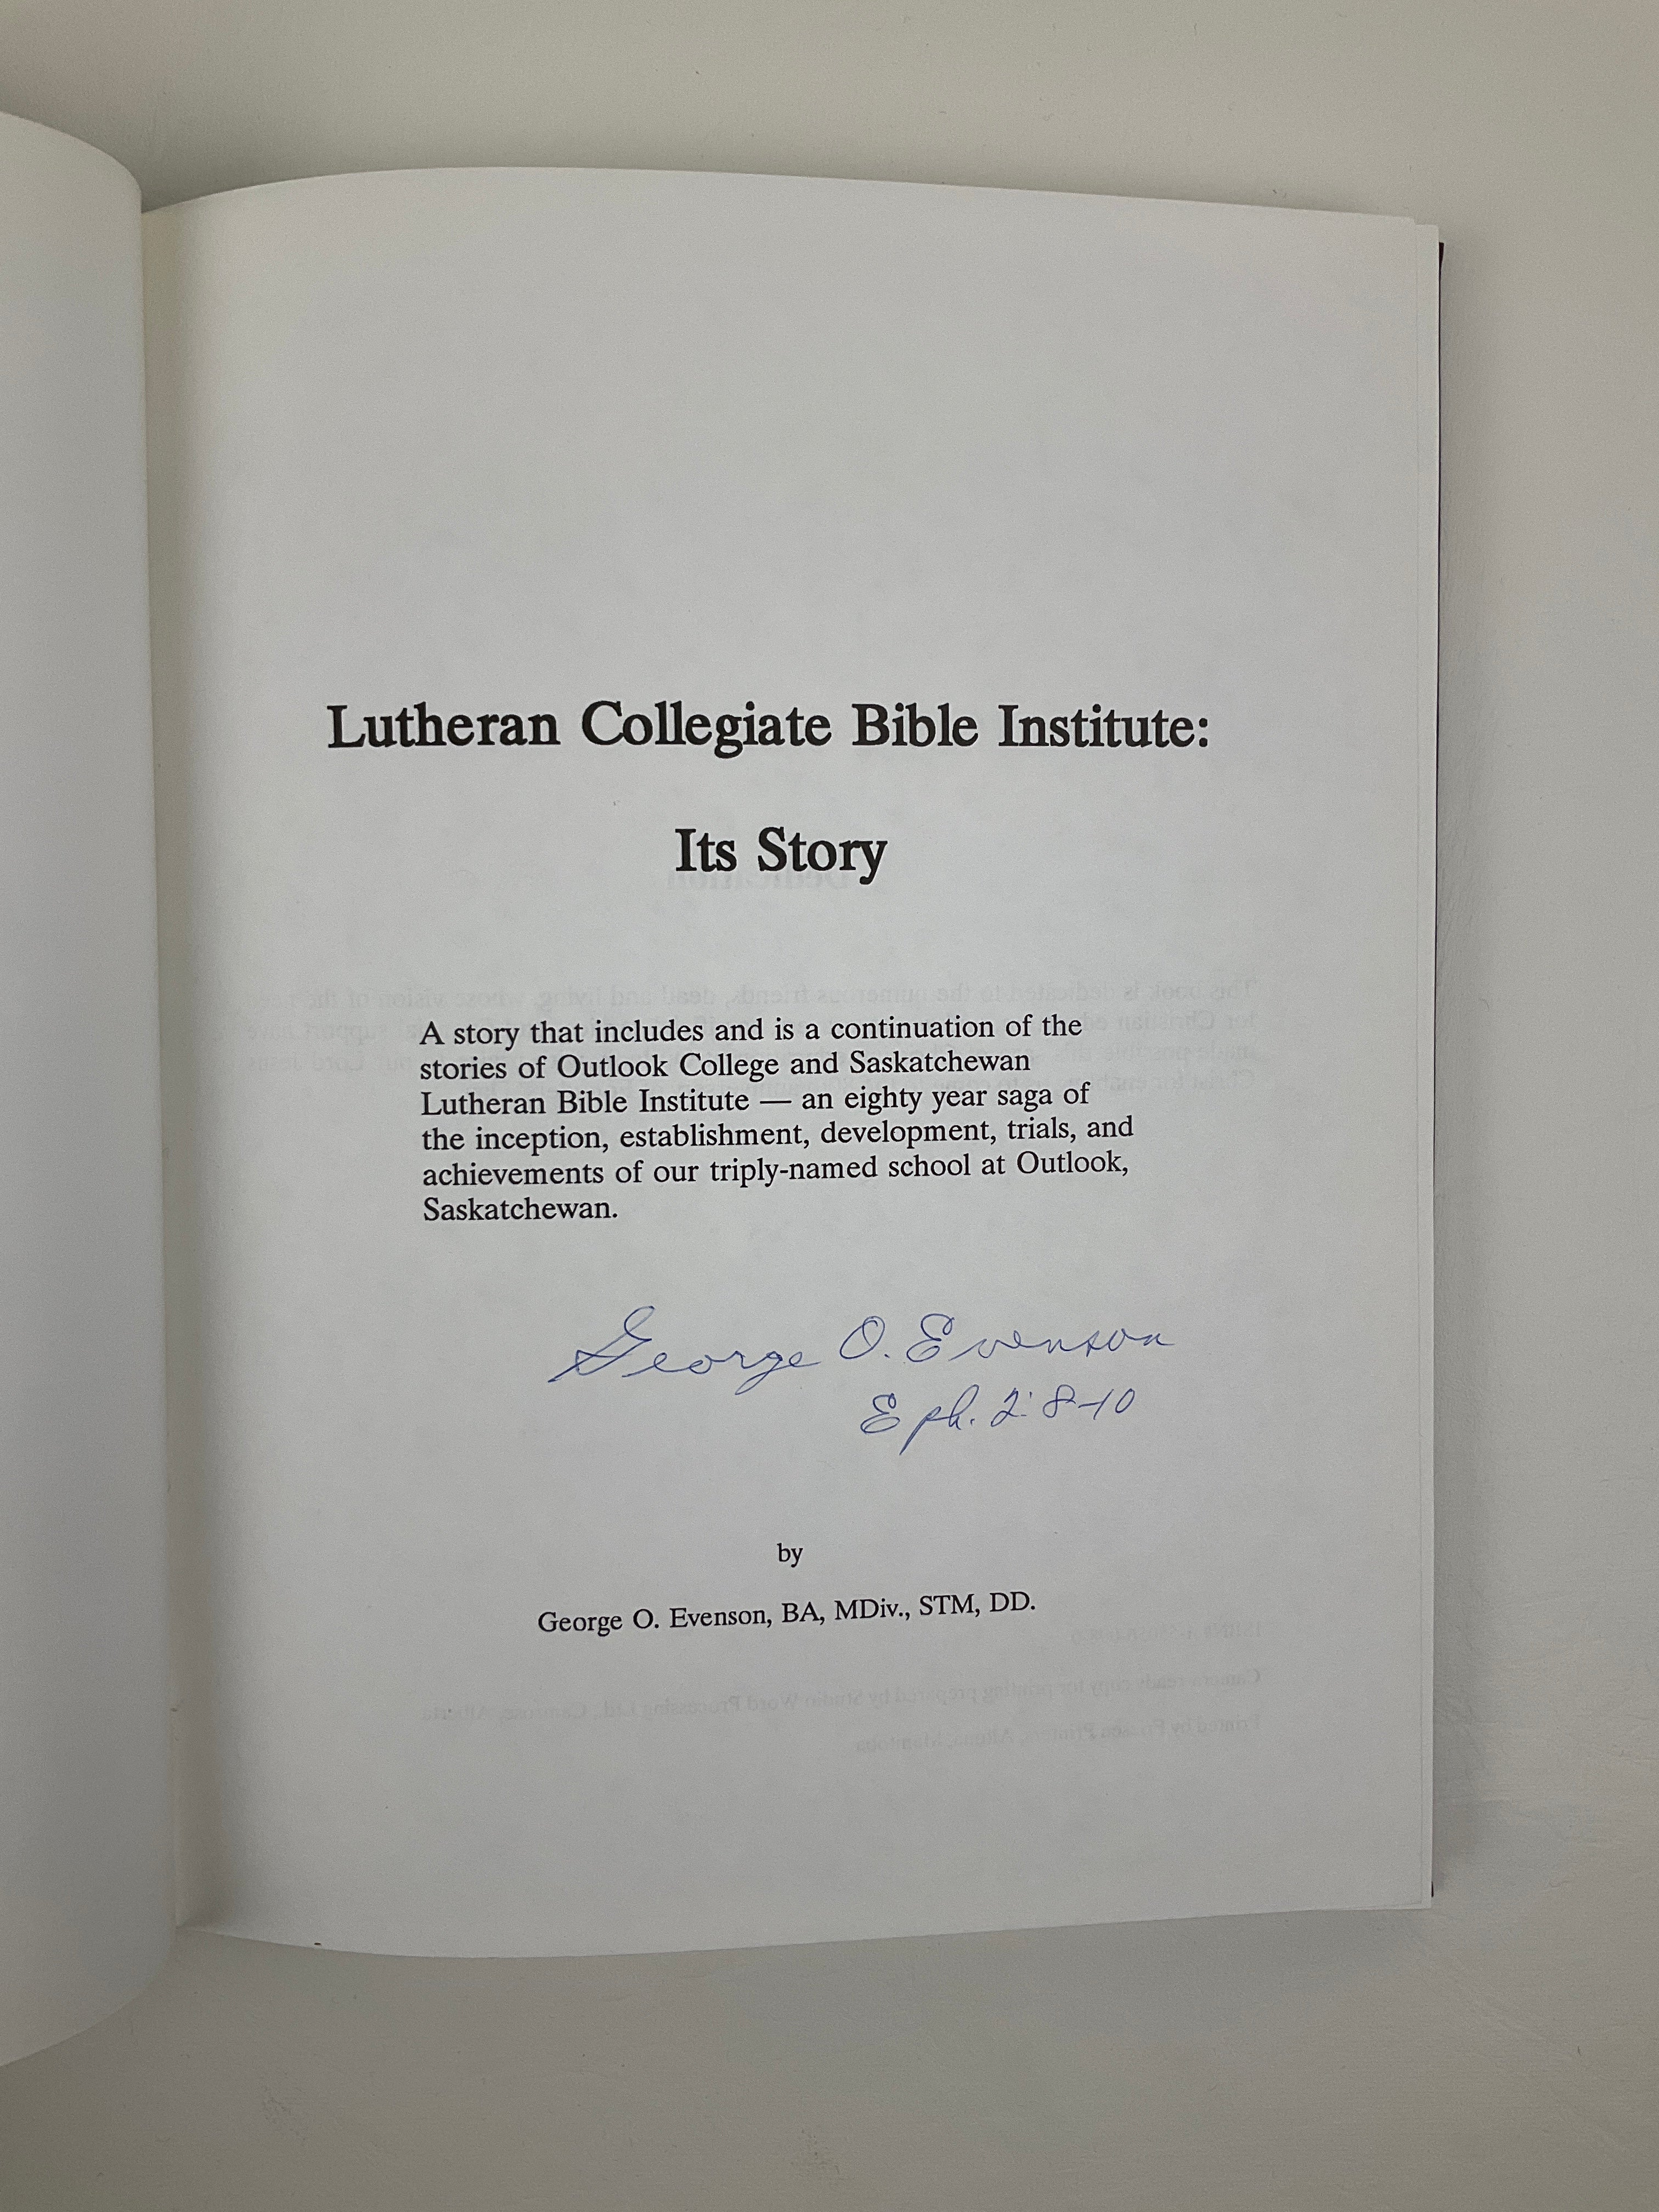 Lutheran Collegiate Bible Institute:
Its Story
A story that includes and is a continuation of the
stories of Outlook College and Saskatchewan
Lutheran Bible Institute — an eighty year saga of
the inception, establishment, development, trials, and
achievements of our triply-named school at Outlook,
Saskatchewan.
George O. Evenson
Eph. 2:8-10
by
George O. Evenson, BA, MDiv., STM, DD.